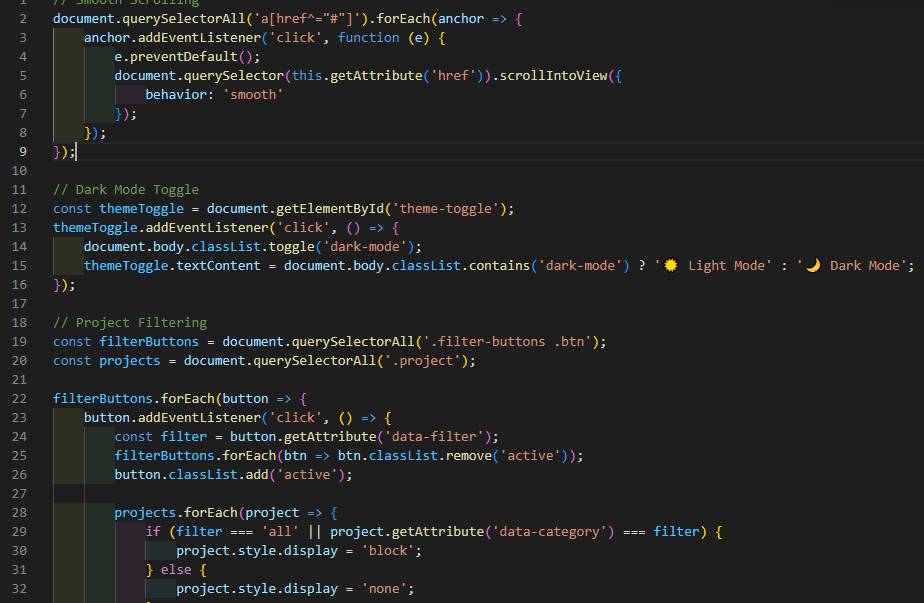 1 // Smooth Scrolling
2 document.querySelectorAll('a[href^="#"]').forEach(anchor => {
3     anchor.addEventListener('click', function (e) {
4         e.preventDefault();
5         document.querySelector(this.getAttribute('href')).scrollIntoView({
6             behavior: 'smooth'
7         });
8     });
9 });
10
11 // Dark Mode Toggle
12 const themeToggle = document.getElementById('theme-toggle');
13 themeToggle.addEventListener('click', () => {
14     document.body.classList.toggle('dark-mode');
15     themeToggle.textContent = document.body.classList.contains('dark-mode') ? '☀️ Light Mode' : '🌙 Dark Mode';
16 });
17
18 // Project Filtering
19 const filterButtons = document.querySelectorAll('.filter-buttons .btn');
20 const projects = document.querySelectorAll('.project');
21
22 filterButtons.forEach(button => {
23     button.addEventListener('click', () => {
24         const filter = button.getAttribute('data-filter');
25         filterButtons.forEach(btn => btn.classList.remove('active'));
26         button.classList.add('active');
27
28         projects.forEach(project => {
29             if (filter === 'all' || project.getAttribute('data-category') === filter) {
30                 project.style.display = 'block';
31             } else {
32                 project.style.display = 'none';